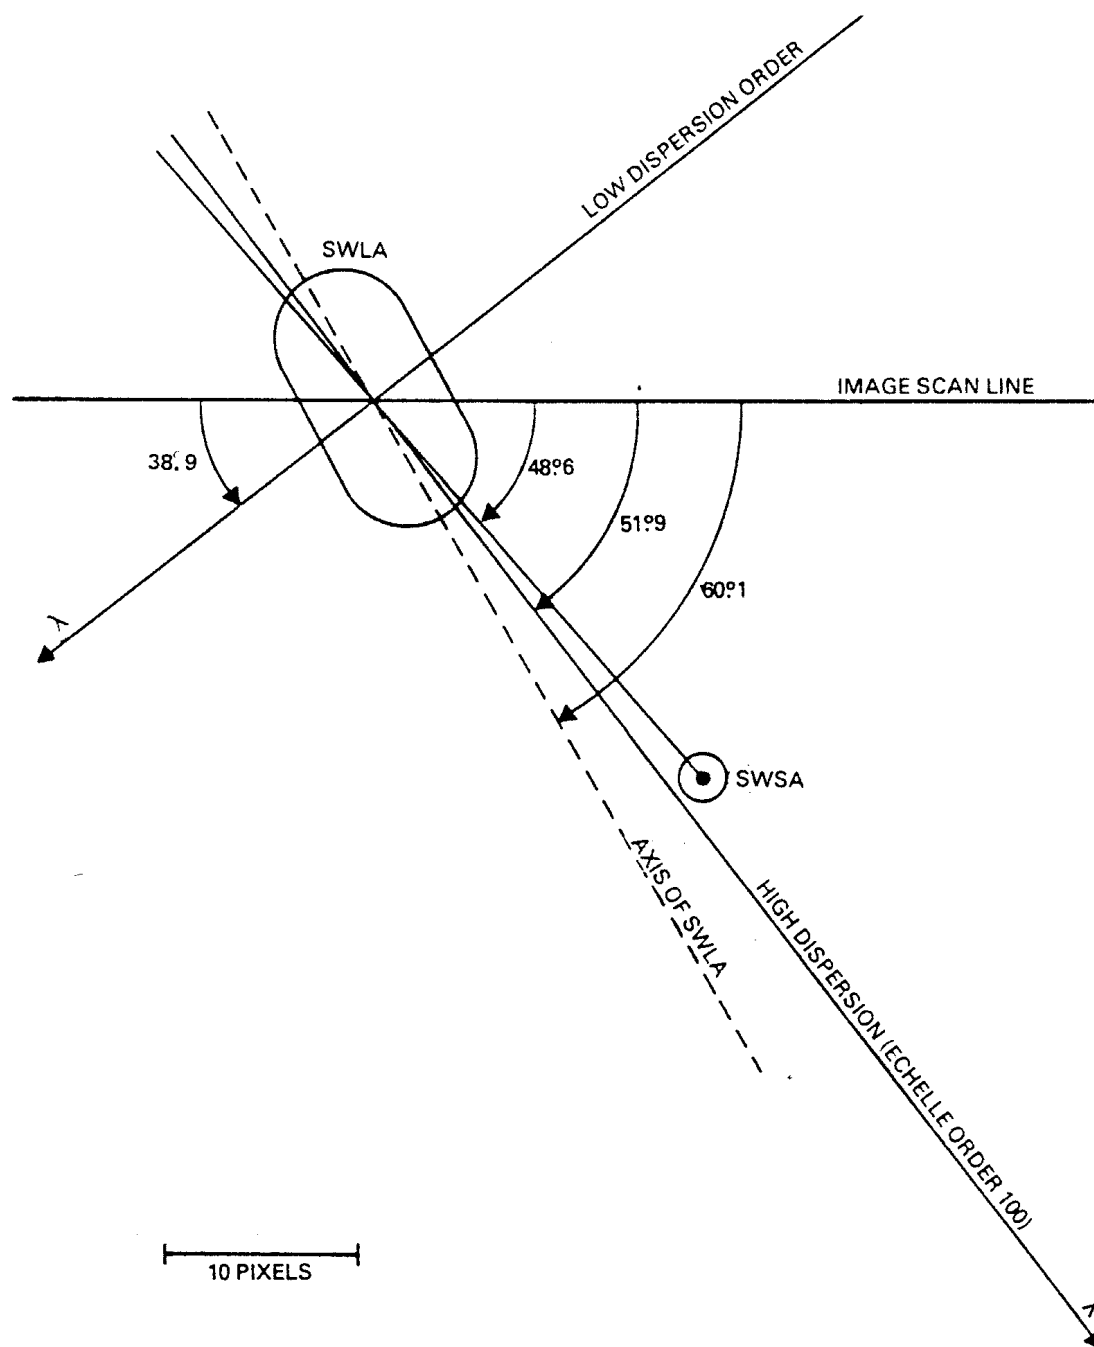 LOW DISPERSION ORDER
SWLA
IMAGE SCAN LINE
38°.9
48°.6
51°.9
60°.1
λ
SWSA
AXIS OF SWLA
HIGH DISPERSION (ECHELLE ORDER 100)
λ
10 PIXELS